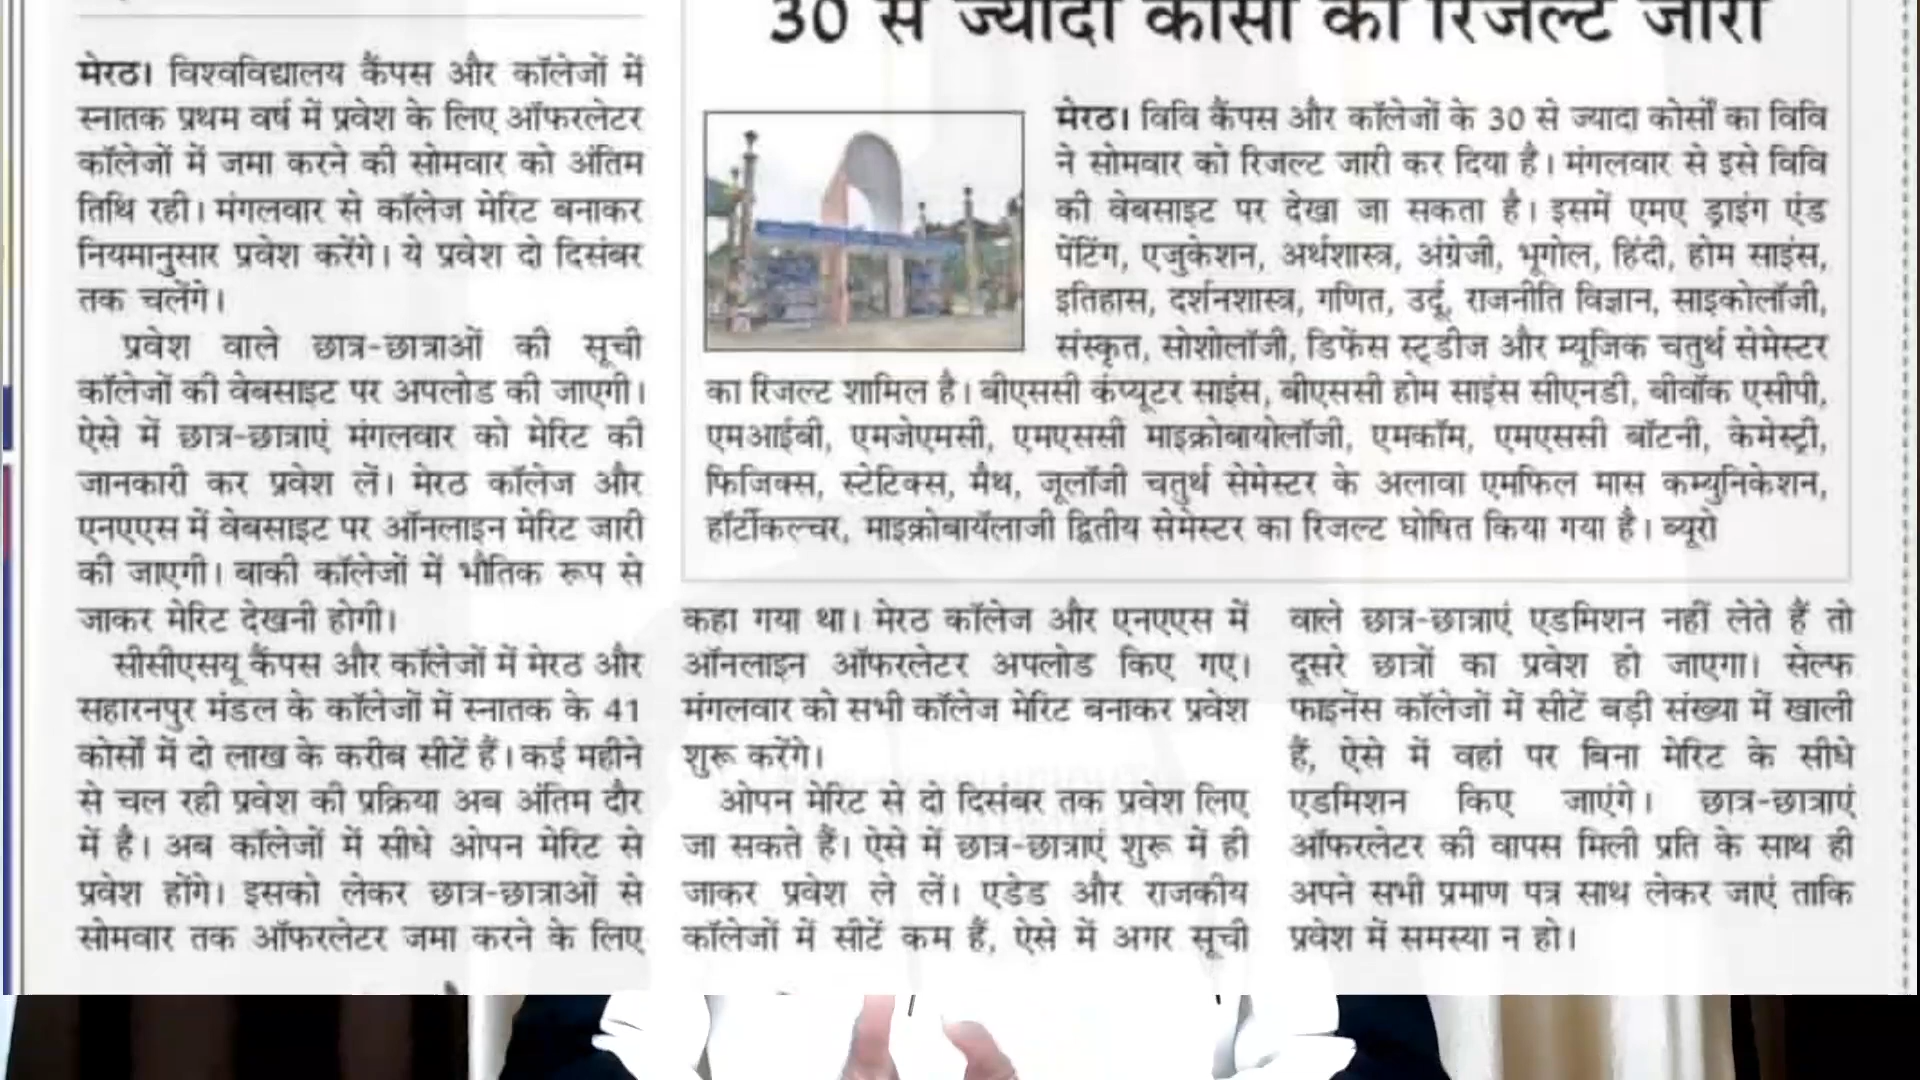 30 से ज्यादा कोर्सों का रिजल्ट जारी
मेरठ। विवि कैंपस और कॉलेजों के 30 से ज्यादा कोर्सों का विवि
ने सोमवार को रिजल्ट जारी कर दिया है। मंगलवार से इसे विवि
की वेबसाइट पर देखा जा सकता है। इसमें एमए ड्राइंग एंड
पेंटिंग, एजुकेशन, अर्थशास्त्र, अंग्रेजी, भूगोल, हिंदी, होम साइंस,
इतिहास, दर्शनशास्त्र, गणित, उर्दू, राजनीति विज्ञान, साइकोलॉजी,
संस्कृत, सोशोलॉजी, डिफेंस स्ट्डीज और म्यूजिक चतुर्थ सेमेस्टर
का रिजल्ट शामिल है। बीएससी कंप्यूटर साइंस, बीएससी होम साइंस सीएनडी, बीवॉक एसीपी,
एमआईबी, एमजेएमसी, एमएससी माइक्रोबायोलॉजी, एमकॉम, एमएससी बॉटनी, केमेस्ट्री,
फिजिक्स, स्टेटिक्स, मैथ, जूलॉजी चतुर्थ सेमेस्टर के अलावा एमफिल मास कम्युनिकेशन,
हॉर्टीकल्चर, माइक्रोबायॅलाजी द्वितीय सेमेस्टर का रिजल्ट घोषित किया गया है। ब्यूरो
मेरठ। विश्वविद्यालय कैंपस और कॉलेजों में
स्नातक प्रथम वर्ष में प्रवेश के लिए ऑफरलेटर
कॉलेजों में जमा करने की सोमवार को अंतिम
तिथि रही। मंगलवार से कॉलेज मेरिट बनाकर
नियमानुसार प्रवेश करेंगे। ये प्रवेश दो दिसंबर
तक चलेंगे।
प्रवेश वाले छात्र-छात्राओं की सूची
कॉलेजों की वेबसाइट पर अपलोड की जाएगी।
ऐसे में छात्र-छात्राएं मंगलवार को मेरिट की
जानकारी कर प्रवेश लें। मेरठ कॉलेज और
एनएएस में वेबसाइट पर ऑनलाइन मेरिट जारी
की जाएगी। बाकी कॉलेजों में भौतिक रूप से
जाकर मेरिट देखनी होगी।
सीसीएसयू कैंपस और कॉलेजों में मेरठ और
सहारनपुर मंडल के कॉलेजों में स्नातक के 41
कोर्सों में दो लाख के करीब सीटें हैं। कई महीने
से चल रही प्रवेश की प्रक्रिया अब अंतिम दौर
में है। अब कॉलेजों में सीधे ओपन मेरिट से
प्रवेश होंगे। इसको लेकर छात्र-छात्राओं से
सोमवार तक ऑफरलेटर जमा करने के लिए
कहा गया था। मेरठ कॉलेज और एनएएस में
ऑनलाइन ऑफरलेटर अपलोड किए गए।
मंगलवार को सभी कॉलेज मेरिट बनाकर प्रवेश
शुरू करेंगे।
ओपन मेरिट से दो दिसंबर तक प्रवेश लिए
जा सकते हैं। ऐसे में छात्र-छात्राएं शुरू में ही
जाकर प्रवेश ले लें। एडेड और राजकीय
कॉलेजों में सीटें कम हैं, ऐसे में अगर सूची
वाले छात्र-छात्राएं एडमिशन नहीं लेते हैं तो
दूसरे छात्रों का प्रवेश हो जाएगा। सेल्फ
फाइनेंस कॉलेजों में सीटें बड़ी संख्या में खाली
हैं, ऐसे में वहां पर बिना मेरिट के सीधे
एडमिशन किए जाएंगे। छात्र-छात्राएं
ऑफरलेटर की वापस मिली प्रति के साथ ही
अपने सभी प्रमाण पत्र साथ लेकर जाएं ताकि
प्रवेश में समस्या न हो।